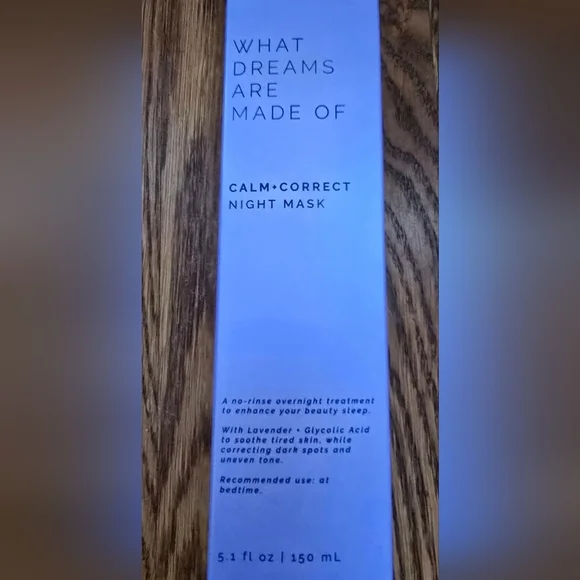 WHAT
DREAMS
ARE
MADE OF
CALM+CORRECT
NIGHT MASK
A no-rinse overnight treatment
to enhance your beauty sleep.
With Lavender + Glycolic Acid
to soothe tired skin, while
correcting dark spots and
uneven tone.
Recommended use: at
bedtime.
5.1 fl oz | 150 mL